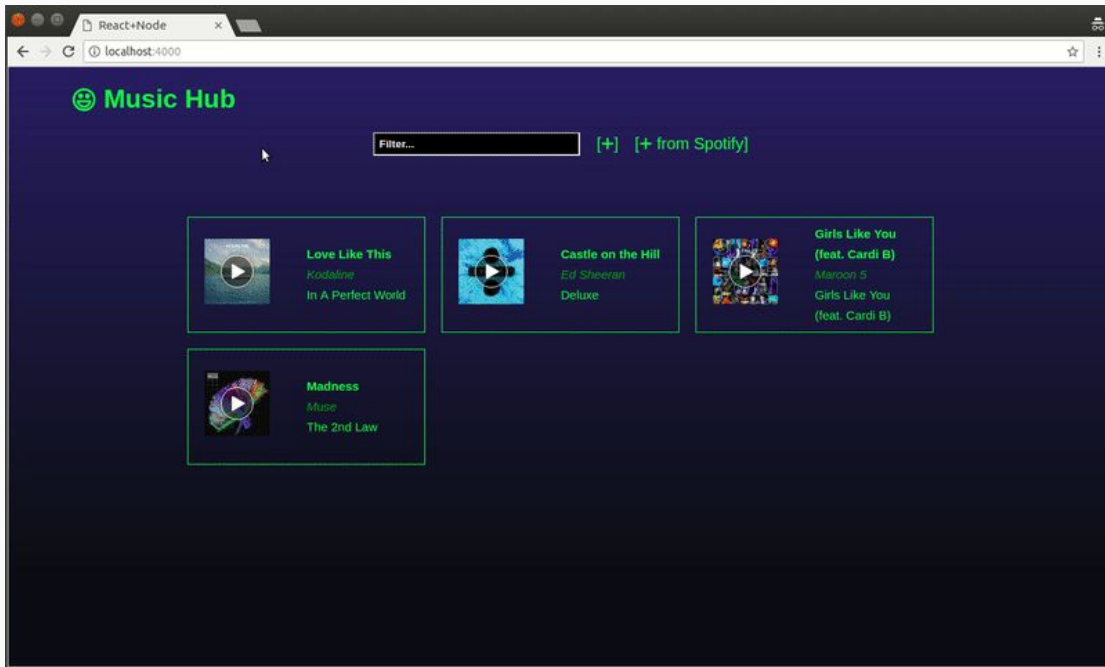 React+Node
localhost:4000
Music Hub
Filter...
[+] [+ from Spotify]
Love Like This
Kodaline
In A Perfect World
Castle on the Hill
Ed Sheeran
Deluxe
Girls Like You
(feat. Cardi B)
Maroon 5
Girls Like You
(feat. Cardi B)
Madness
Muse
The 2nd Law